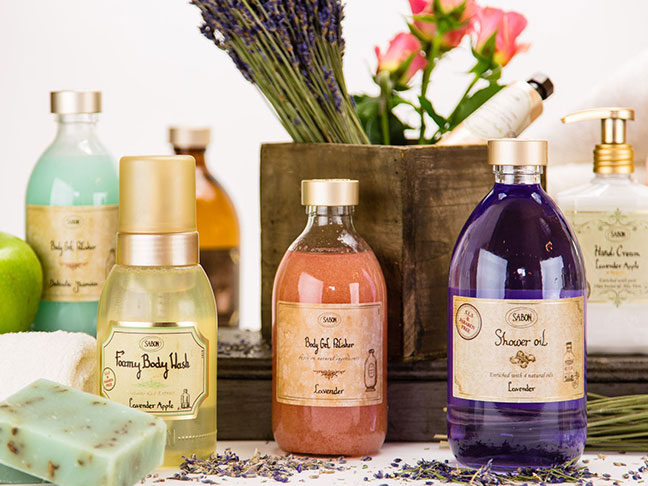 SABON
Body Gel Polisher
SABON
Foamy Body Wash
Lavender Apple
SABON
Body Gel Polisher
Lavender
SABON
Shower oil
Enriched with 4 natural oils
Lavender
SABON
Hand Cream
Lavender Apple